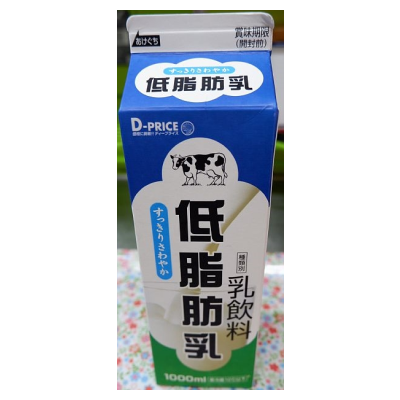 あけぐち
賞味期限
(開封前)
すっきりさわやか
低脂肪乳
D-PRICE
すっきりさわやか
低脂肪乳
種類別
乳飲料
1000ml